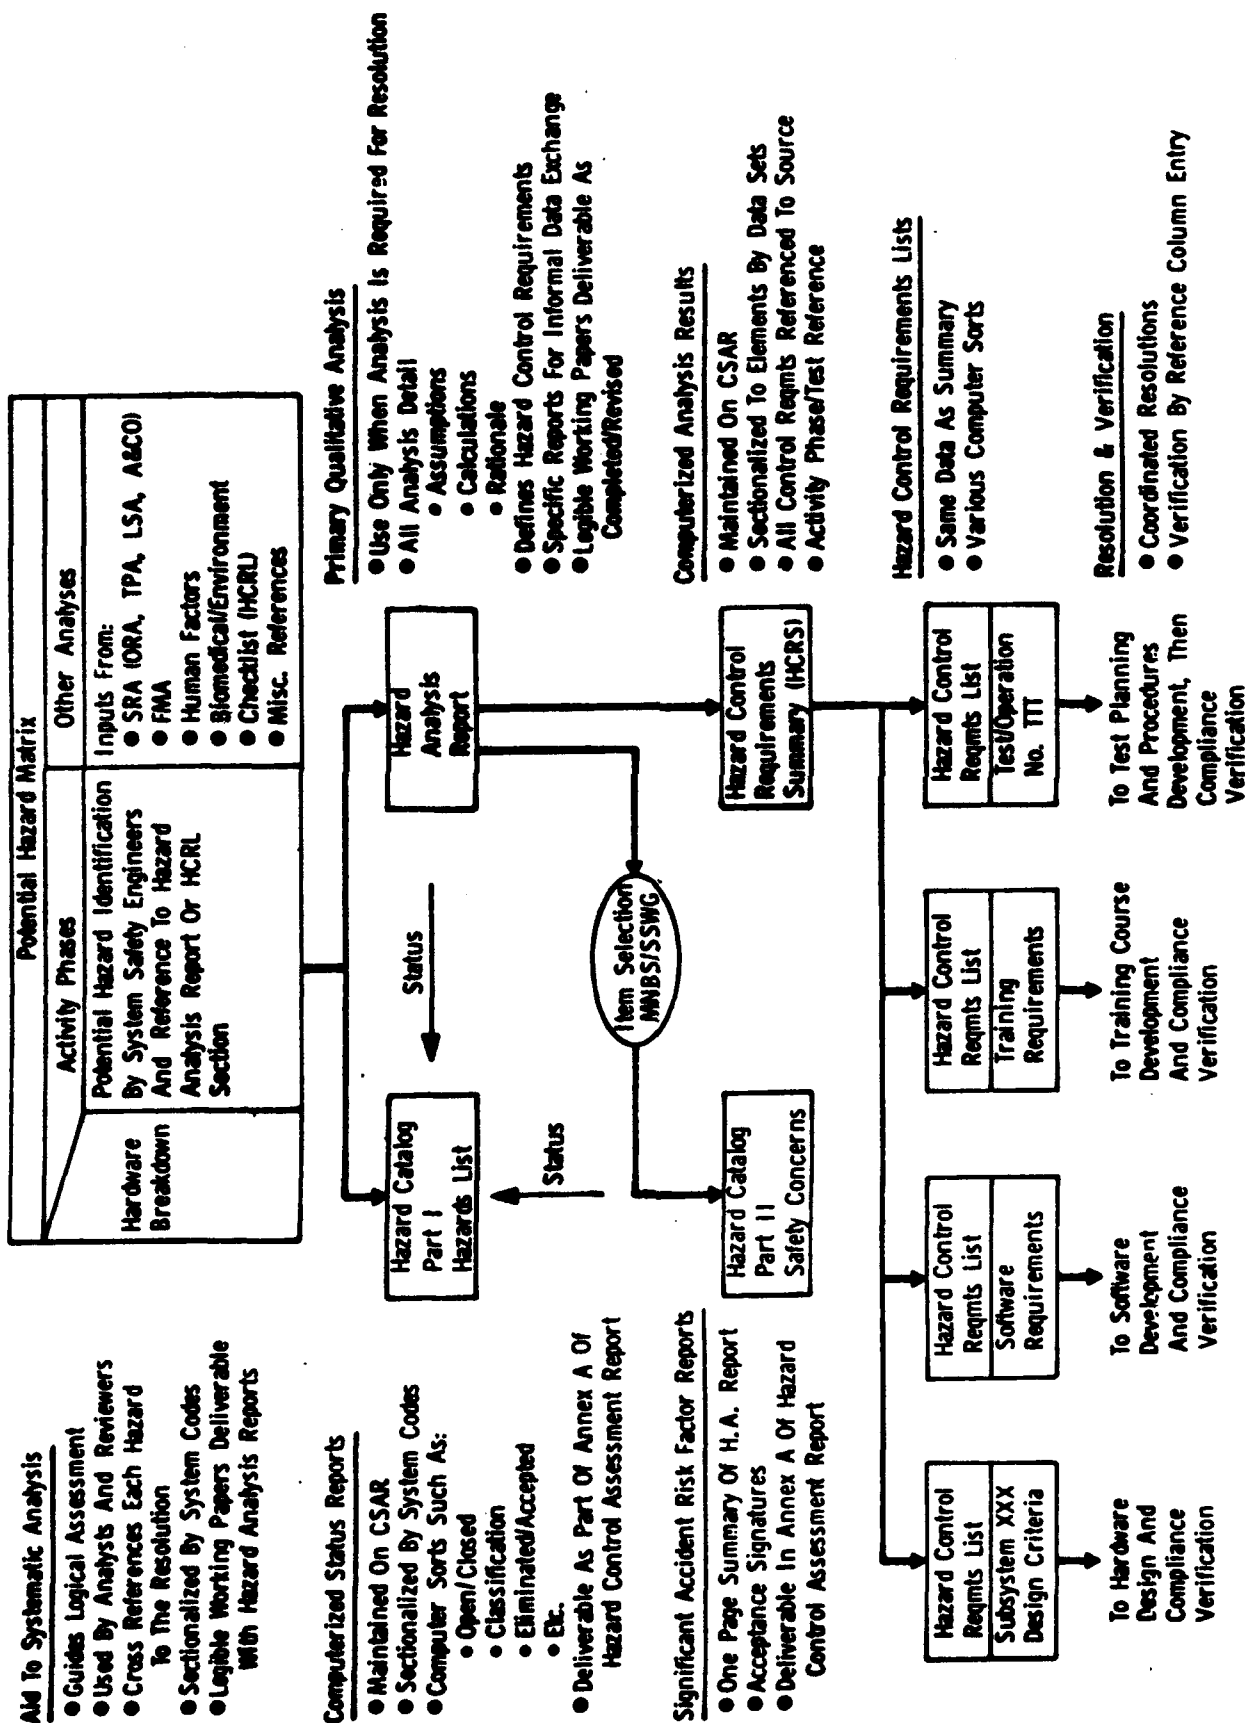 Aid To Systematic Analysis
● Guides Logical Assessment
● Used By Analysts And Reviewers
● Cross References Each Hazard
To The Resolution
● Sectionalized By System Codes
● Legible Working Papers Deliverable
With Hazard Analysis Reports
Potential Hazard Matrix
Hardware
Breakdown
Activity Phases
Potential Hazard Identification
By System Safety Engineers
And Reference To Hazard
Analysis Report Or HCRL
Section
Other Analyses
Inputs From:
● SRA (ORA, TPA, LSA, A&CO)
● FMA
● Human Factors
● Biomedical/Environment
● Checklist (HCRL)
● Misc. References
Computerized Status Reports
● Maintained On CSAR
● Sectionalized By System Codes
● Computer Sorts Such As:
● Open/Closed
● Classification
● Eliminated/Accepted
● Etc.
● Deliverable As Part Of Annex A Of
Hazard Control Assessment Report
Hazard Catalog
Part I
Hazards List
Status
Status
Hazard
Analysis
Report
Primary Qualitative Analysis
● Use Only When Analysis Is Required For Resolution
● All Analysis Detail
● Assumptions
● Calculations
● Rationale
● Defines Hazard Control Requirements
● Specific Reports For Informal Data Exchange
● Legible Working Papers Deliverable As
Completed/Revised
Item Selection
MNBS/SSWG
Significant Accident Risk Factor Reports
● One Page Summary Of H.A. Report
● Acceptance Signatures
● Deliverable In Annex A Of Hazard
Control Assessment Report
Hazard Catalog
Part II
Safety Concerns
Hazard Control
Requirements
Summary (HCRS)
Computerized Analysis Results
● Maintained On CSAR
● Sectionalized To Elements By Data Sets
● All Control Reqmts Referenced To Source
● Activity Phase/Test Reference
Hazard Control
Reqmts List
Subsystem XXX
Design Criteria
Hazard Control
Reqmts List
Software
Requirements
Hazard Control
Reqmts List
Training
Requirements
Hazard Control
Reqmts List
Test/Operation
No. TTT
Hazard Control Requirements Lists
● Same Data As Summary
● Various Computer Sorts
To Hardware
Design And
Compliance
Verification
To Software
Development
And Compliance
Verification
To Training Course
Development
And Compliance
Verification
To Test Planning
And Procedures
Development, Then
Compliance
Verification
Resolution & Verification
● Coordinated Resolutions
● Verification By Reference Column Entry